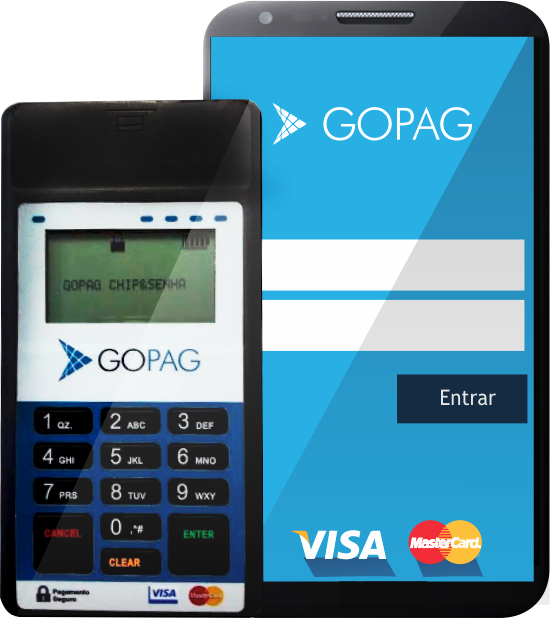 GOPAG
Entrar
VISA MasterCard
GOPAG CHIP&SENHA
GOPAG
1 QZ. 2 ABC 3 DEF
4 GHI 5 JKL 6 MNO
7 PRS 8 TUV 9 WXY
CANCEL 0 ,*# ENTER
CLEAR
Pagamento
Seguro
VISA MasterCard